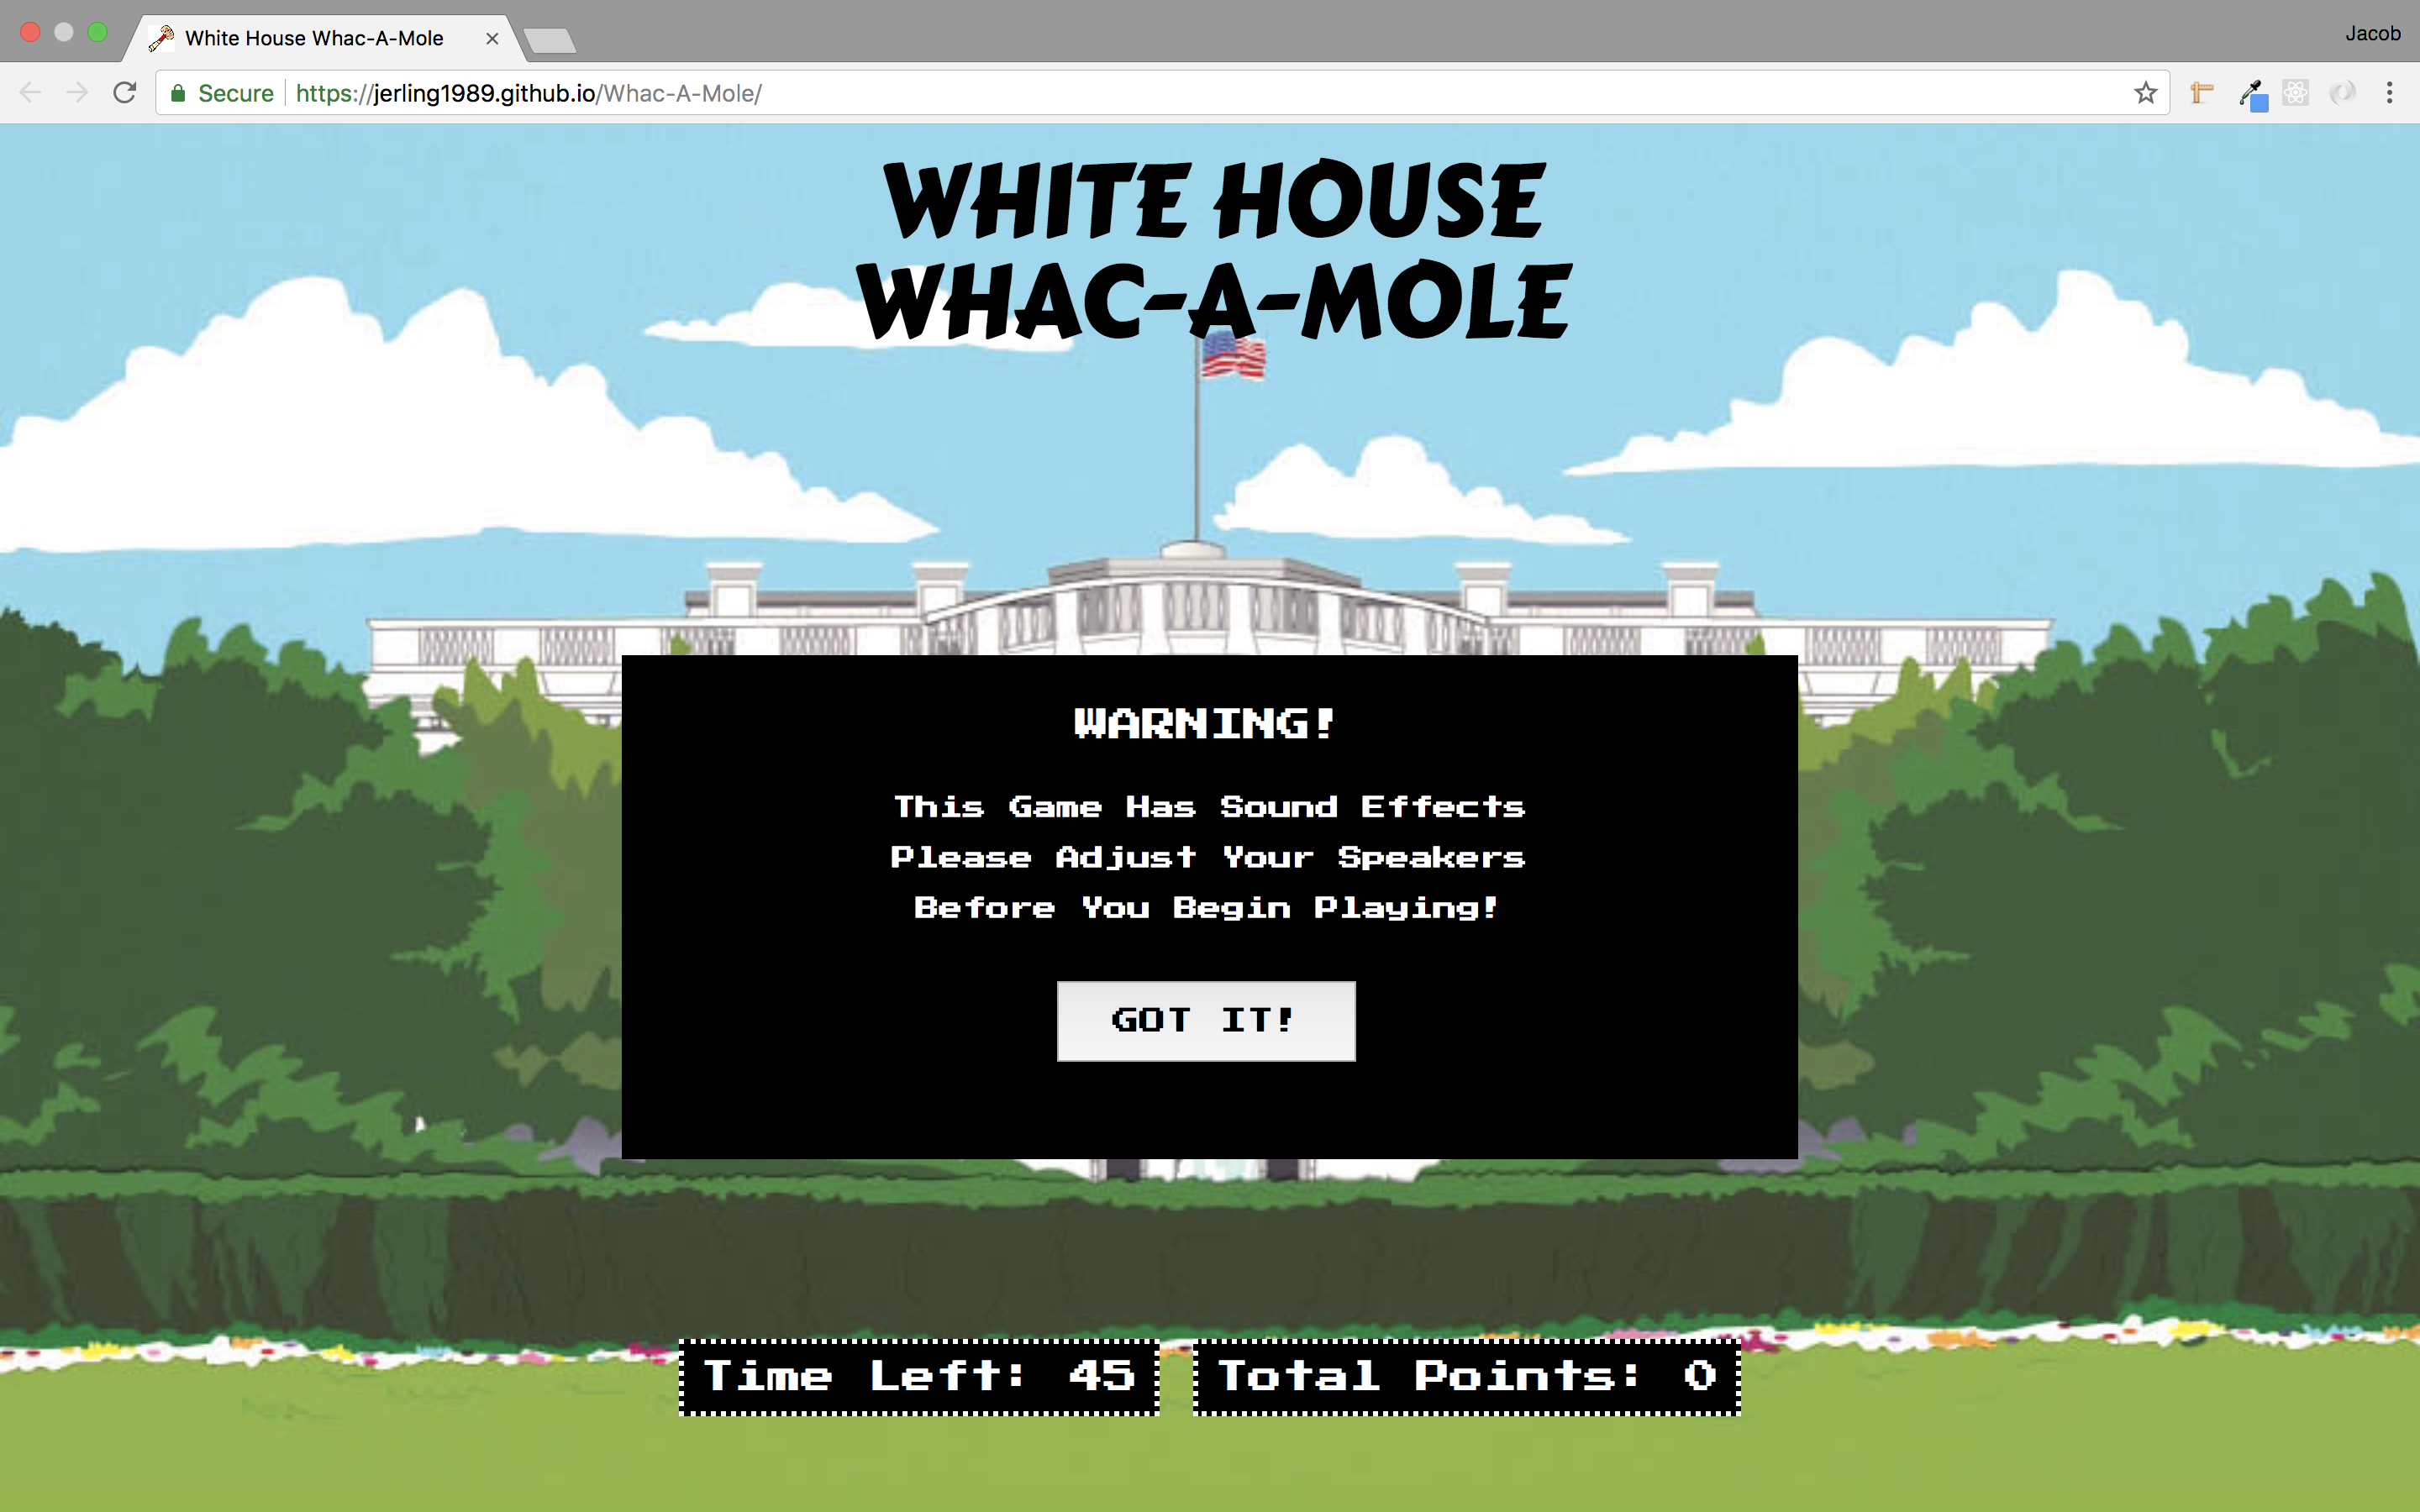 White House Whac-A-Mole
Jacob
Secure https://jerling1989.github.io/Whac-A-Mole/
WHITE HOUSE
WHAC-A-MOLE
WARNING!
This Game Has Sound Effects
Please Adjust Your Speakers
Before You Begin Playing!
GOT IT!
Time Left: 45 Total Points: 0